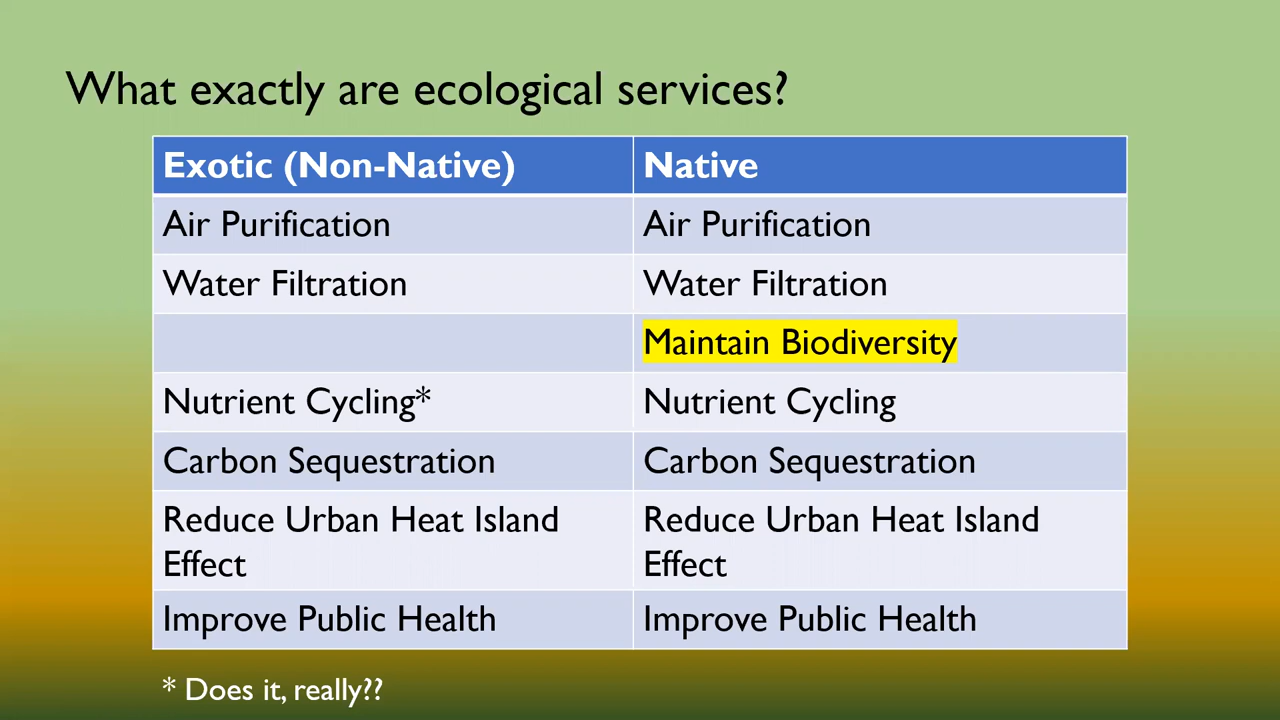 What exactly are ecological services?
Exotic (Non-Native) Native
Air Purification Air Purification
Water Filtration Water Filtration
Maintain Biodiversity
Nutrient Cycling* Nutrient Cycling
Carbon Sequestration Carbon Sequestration
Reduce Urban Heat Island Reduce Urban Heat Island
Effect Effect
Improve Public Health Improve Public Health
* Does it, really??